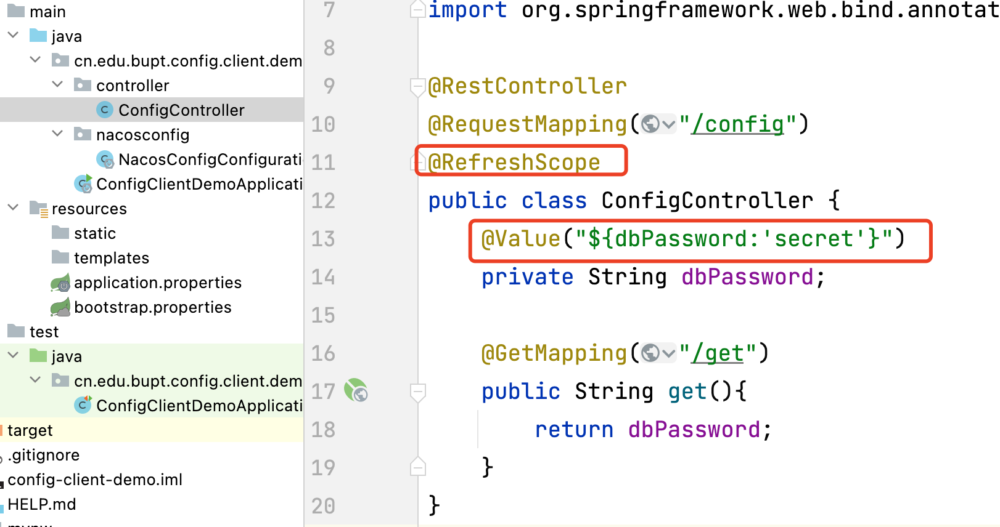 main
java
cn.edu.bupt.config.client.dem
controller
ConfigController
nacosconfig
NacosConfigConfigurati
ConfigClientDemoApplicati
resources
static
templates
application.properties
bootstrap.properties
test
java
cn.edu.bupt.config.client.dem
ConfigClientDemoApplicati
target
.gitignore
config-client-demo.iml
HELP.md
7 import org.springframework.web.bind.annotat
8
9 @RestController
10 @RequestMapping("/config")
11 @RefreshScope
12 public class ConfigController {
13 @Value("${dbPassword:'secret'}")
14 private String dbPassword;
15
16 @GetMapping("/get")
17 public String get(){
18 return dbPassword;
19 }
20 }